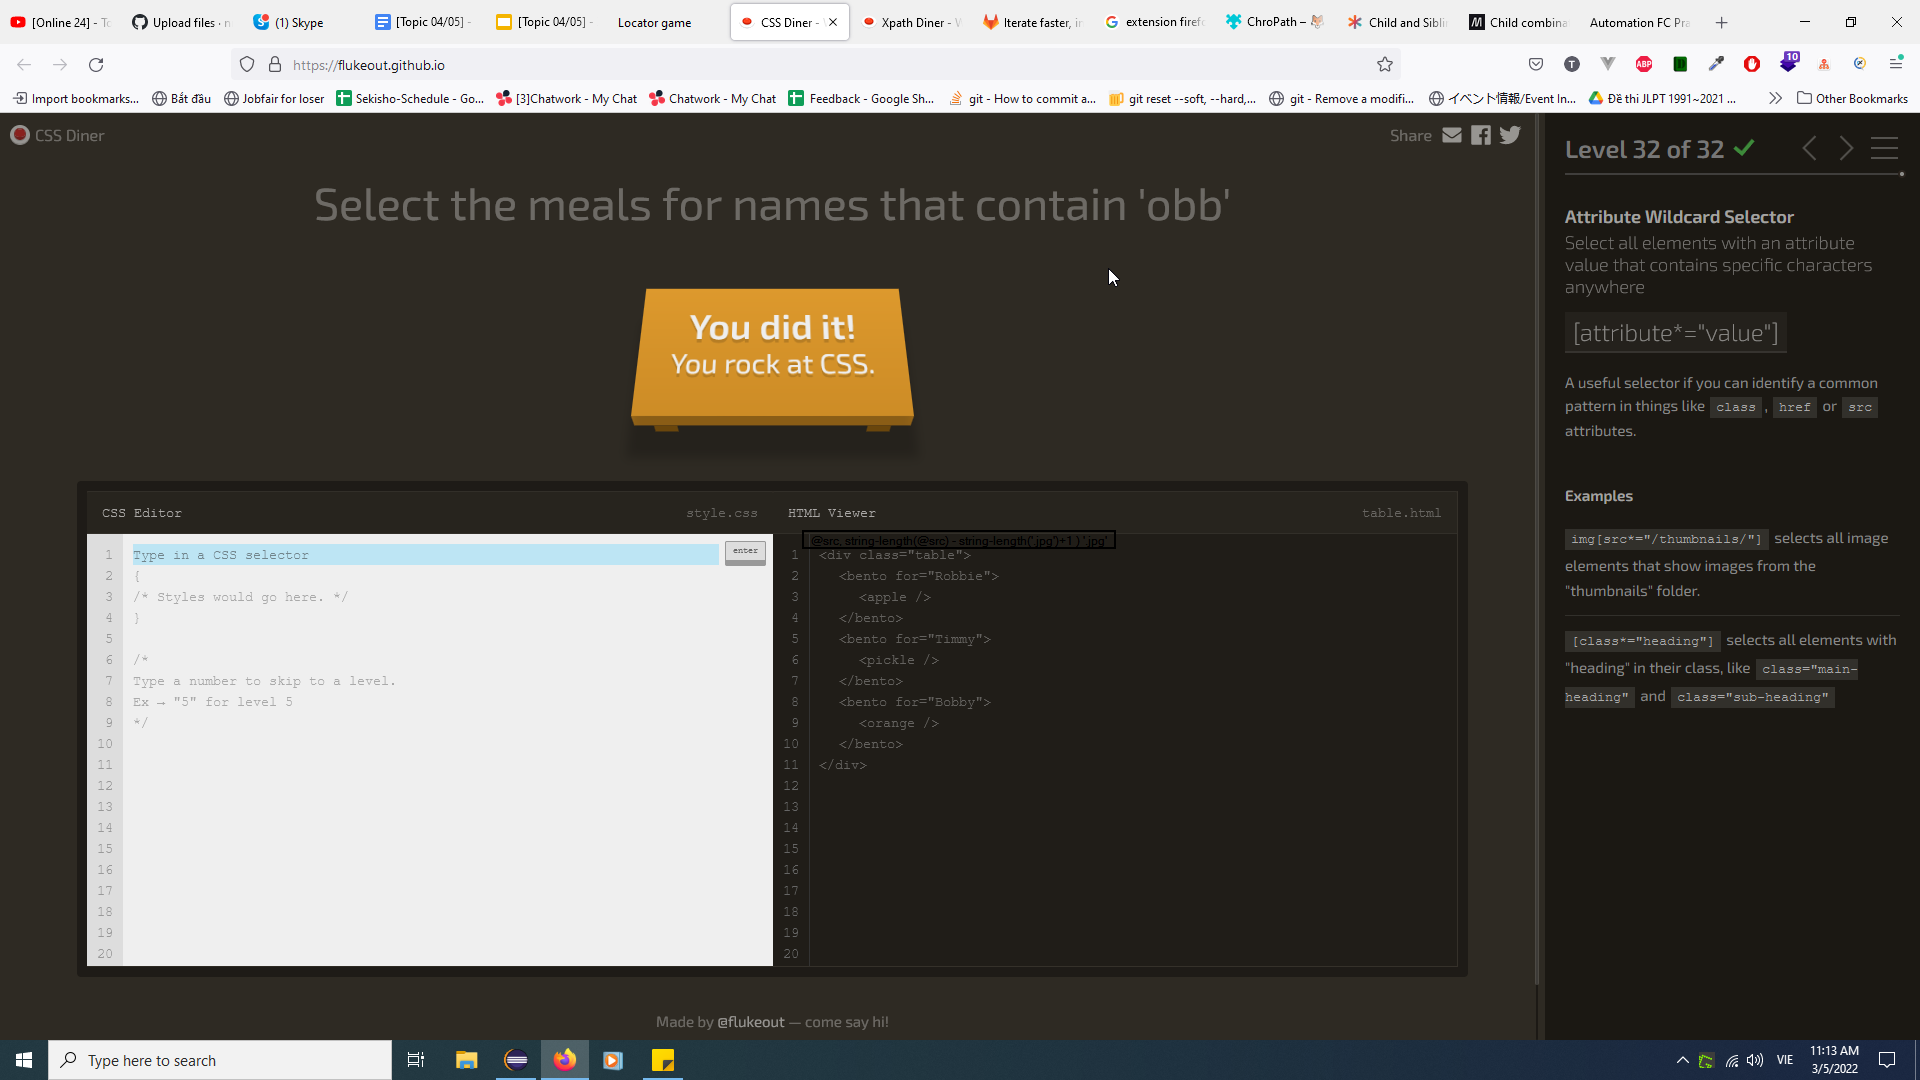 [Online 24] - To
Upload files · n
(1) Skype
[Topic 04/05] -
[Topic 04/05] -
Locator game
CSS Diner -
Xpath Diner - W
Iterate faster, in
extension firef
ChroPath –
Child and Sibli
Child combina
Automation FC Pra
https://flukeout.github.io
10
Import bookmarks...
Bắt đầu
Jobfair for loser
Sekisho-Schedule - Go...
[3]Chatwork - My Chat
Chatwork - My Chat
Feedback - Google Sh...
git - How to commit a...
git reset --soft, --hard,...
git - Remove a modifi...
イベント情報/Event In...
Đề thi JLPT 1991~2021 ...
Other Bookmarks
CSS Diner
Share
Select the meals for names that contain 'obb'
You did it!
You rock at CSS.
CSS Editor
style.css
HTML Viewer
table.html
1 Type in a CSS selector
enter
2 {
3 /* Styles would go here. */
4 }
5
6 /*
7 Type a number to skip to a level.
8 Ex → "5" for level 5
9 */
10
11
12
13
14
15
16
17
18
19
20
@src, string-length(@src) - string-length('.jpg')+1 ) '.jpg'
1 <div class="table">
2 <bento for="Robbie">
3 <apple />
4 </bento>
5 <bento for="Timmy">
6 <pickle />
7 </bento>
8 <bento for="Bobby">
9 <orange />
10 </bento>
11 </div>
12
13
14
15
16
17
18
19
20
Made by @flukeout — come say hi!
Level 32 of 32
Attribute Wildcard Selector
Select all elements with an attribute
value that contains specific characters
anywhere
[attribute*="value"]
A useful selector if you can identify a common
pattern in things like class , href or src
attributes.
Examples
img[src*="/thumbnails/"] selects all image
elements that show images from the
"thumbnails" folder.
[class*="heading"] selects all elements with
"heading" in their class, like class="main-
heading" and class="sub-heading"
Type here to search
VIE
11:13 AM
3/5/2022